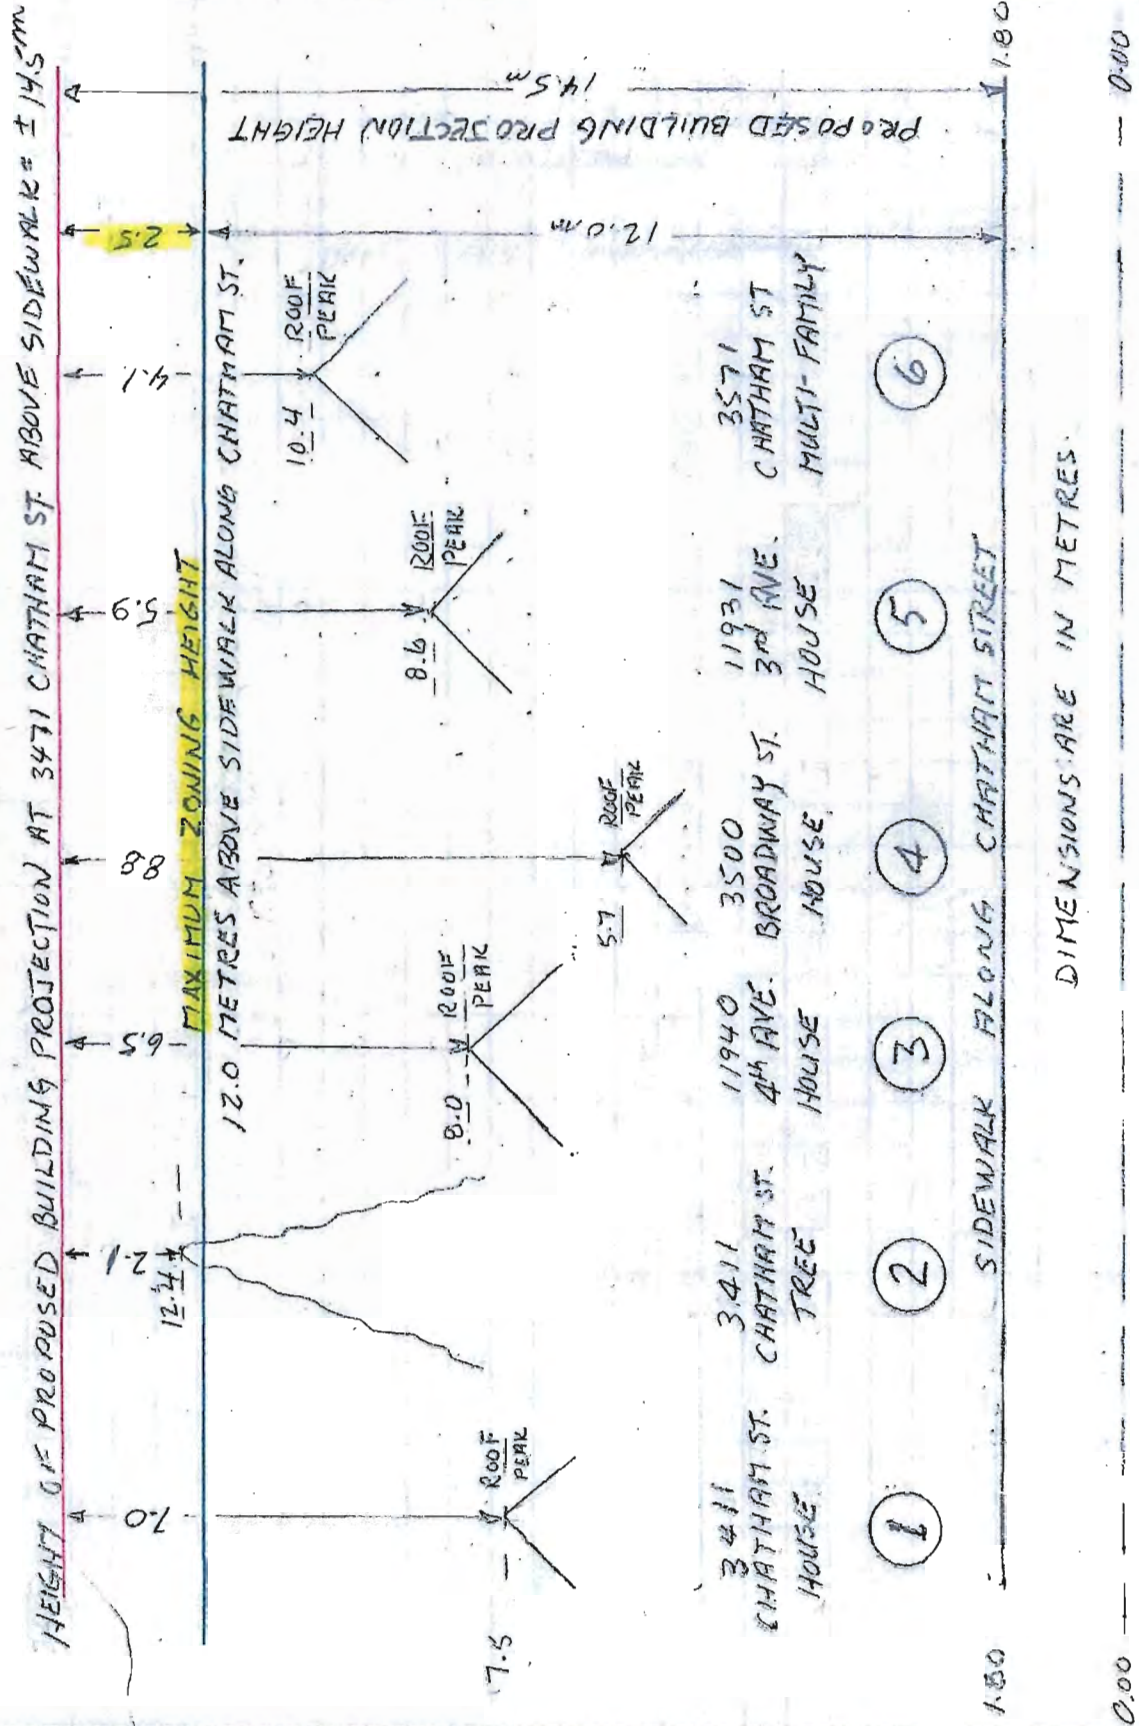 HEIGHT OF PROPOSED BUILDING PROJECTION AT 3471 CHATHAM ST. ABOVE SIDEWALK = ± 14.5m
7.0
2.1
6.5
8.8
5.9
4.1
2.5
MAXIMUM ZONING HEIGHT
12.0 METRES ABOVE SIDEWALK ALONG CHATHAM ST.
12.4
10.4
ROOF
PEAK
8.6
ROOF
PEAK
8.0
ROOF
PEAK
7.5
ROOF
PEAK
5.7
ROOF
PEAK
12.0m
14.5m
PROPOSED BUILDING PROJECTION HEIGHT
3411
CHATHAM ST.
HOUSE
1
3411
CHATHAM ST.
TREE
2
11940
4th AVE.
HOUSE
3
3500
BROADWAY ST.
HOUSE
4
11931
3rd AVE.
HOUSE
5
3571
CHATHAM ST
MULTI-FAMILY
6
SIDEWALK ALONG CHATHAM STREET
1.80
1.80
DIMENSIONS ARE IN METRES.
0.00
0.00